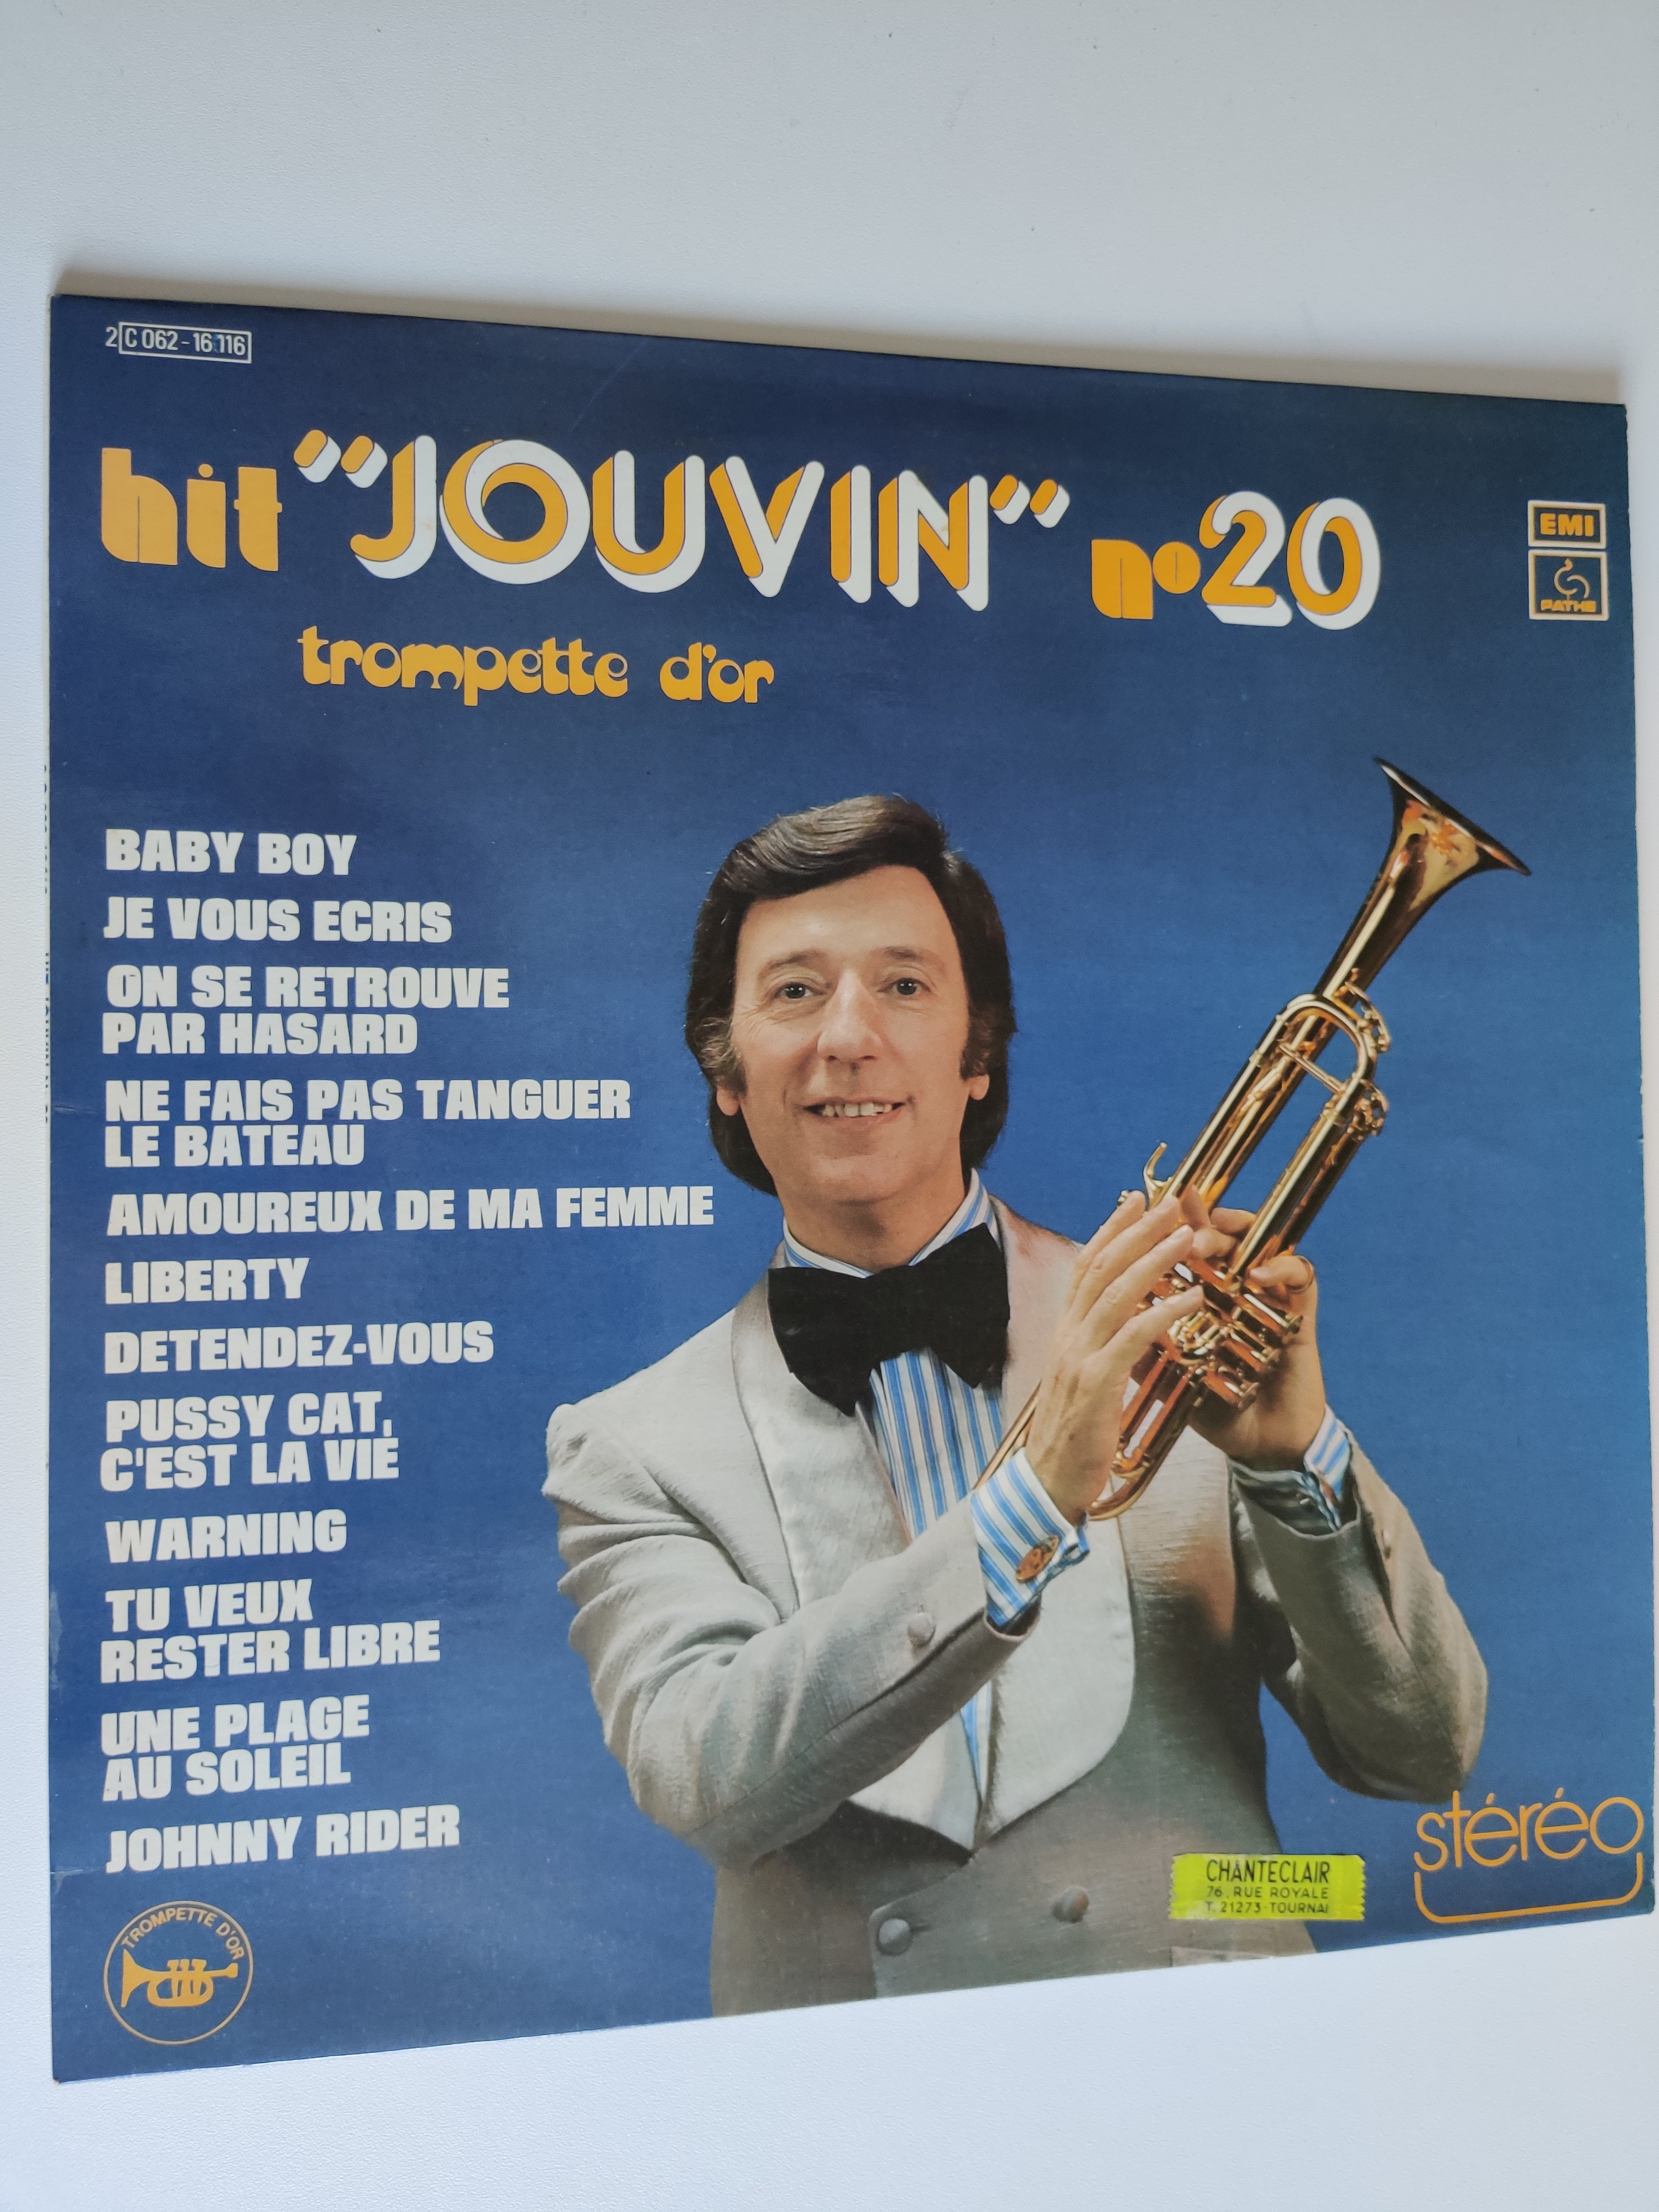 2 C 062-16116
hit "JOUVIN" nº20
trompette d'or
EMI
PATHE
BABY BOY
JE VOUS ECRIS
ON SE RETROUVE
PAR HASARD
NE FAIS PAS TANGUER
LE BATEAU
AMOUREUX DE MA FEMME
LIBERTY
DETENDEZ-VOUS
PUSSY CAT,
C'EST LA VIE
WARNING
TU VEUX
RESTER LIBRE
UNE PLAGE
AU SOLEIL
JOHNNY RIDER
TROMPETTE D'OR
CHANTECLAIR
76, RUE ROYALE
T. 21273-TOURNAI
stéréo